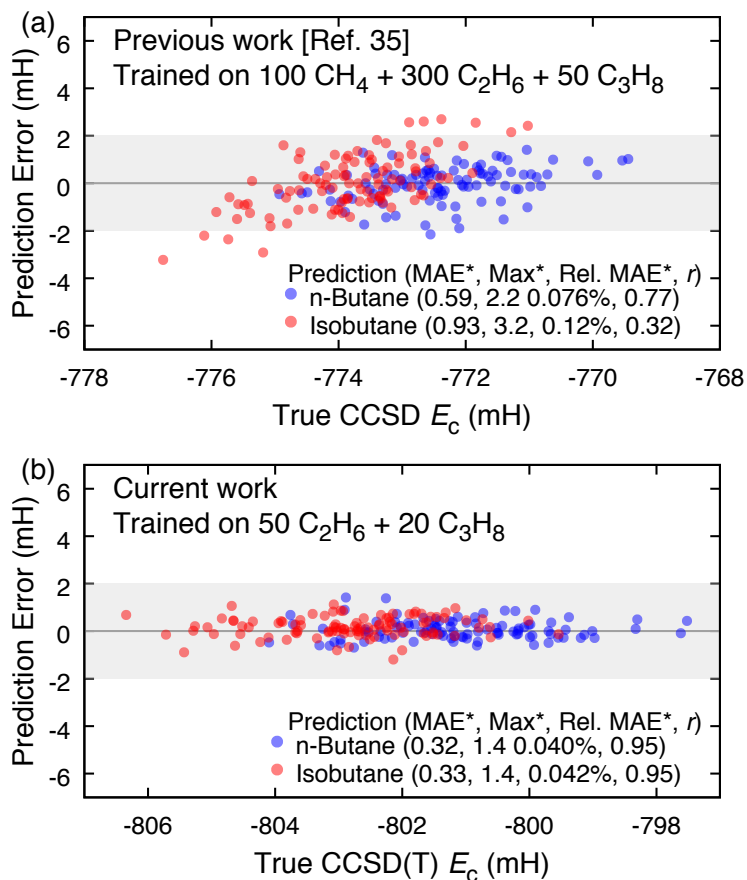 (a)
Previous work [Ref. 35]
Trained on 100 CH4 + 300 C2H6 + 50 C3H8
Prediction Error (mH)
6
4
2
0
-2
-4
-6
Prediction (MAE*, Max*, Rel. MAE*, r)
n-Butane (0.59, 2.2 0.076%, 0.77)
Isobutane (0.93, 3.2, 0.12%, 0.32)
-778 -776 -774 -772 -770 -768
True CCSD Ec (mH)
(b)
Current work
Trained on 50 C2H6 + 20 C3H8
Prediction Error (mH)
6
4
2
0
-2
-4
-6
Prediction (MAE*, Max*, Rel. MAE*, r)
n-Butane (0.32, 1.4 0.040%, 0.95)
Isobutane (0.33, 1.4, 0.042%, 0.95)
-806 -804 -802 -800 -798
True CCSD(T) Ec (mH)